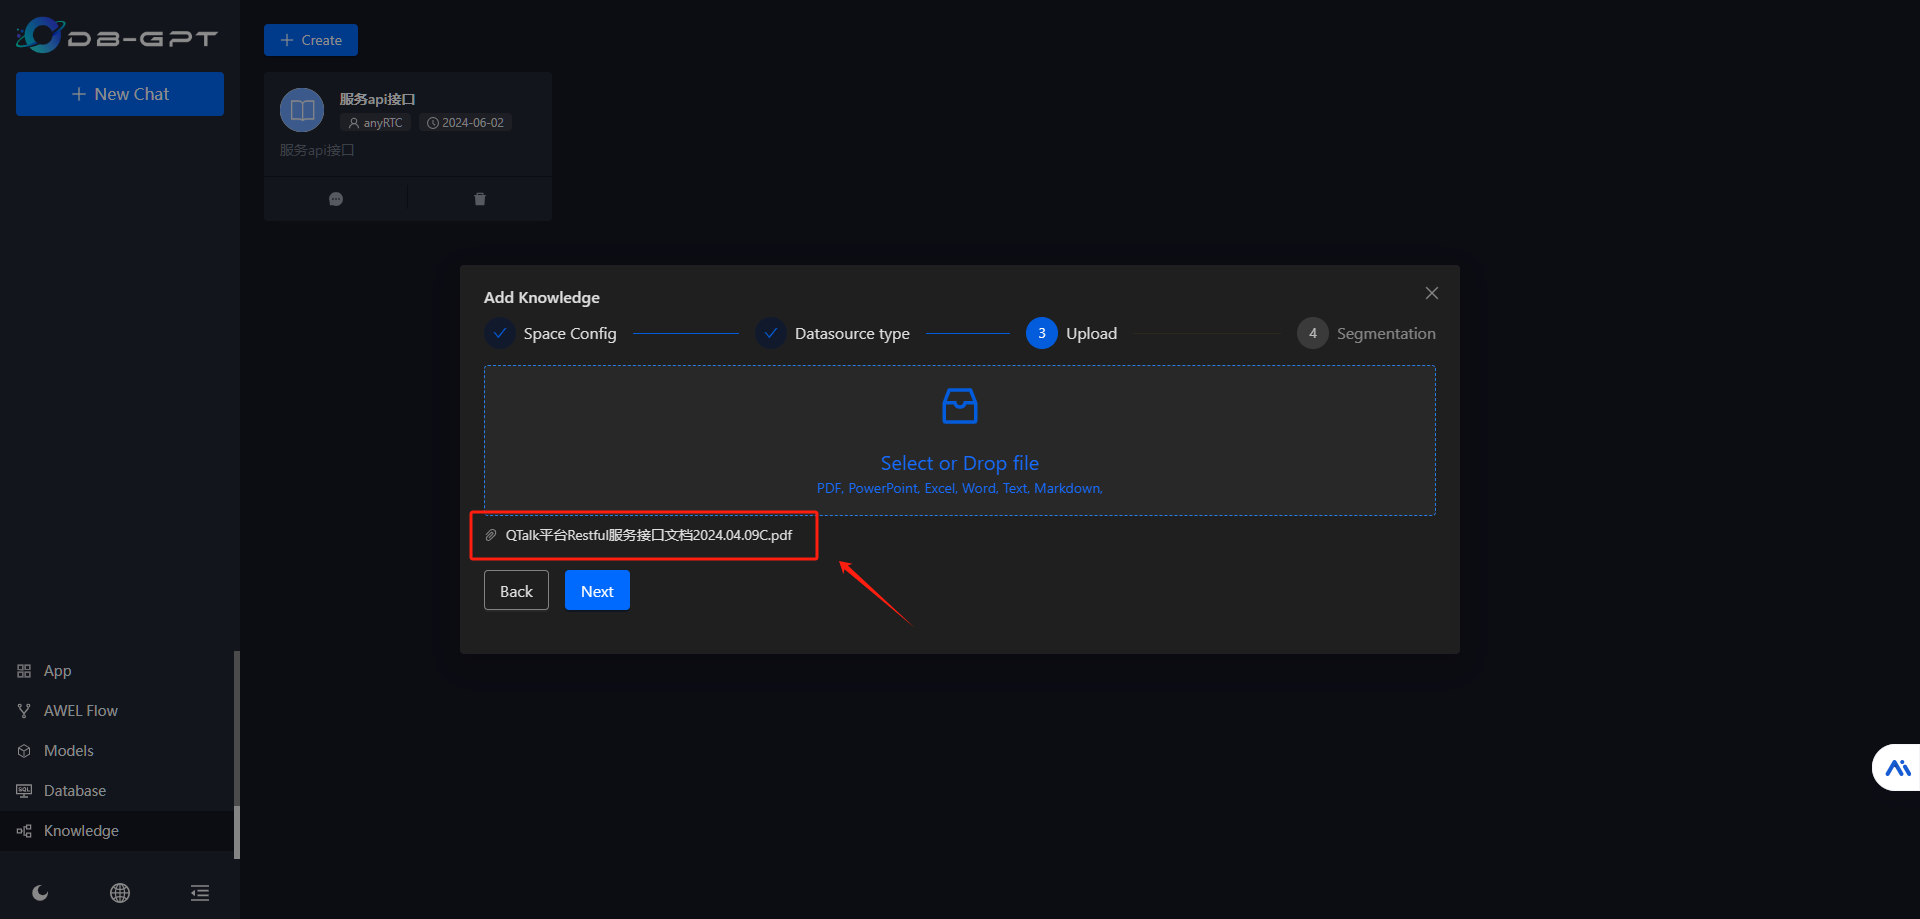 DB-GPT
New Chat
App
AWEL Flow
Models
Database
Knowledge
Create
服务api接口
anyRTC
2024-06-02
服务api接口
Add Knowledge
Space Config
Datasource type
3 Upload
4 Segmentation
Select or Drop file
PDF, PowerPoint, Excel, Word, Text, Markdown,
QTalk平台Restful服务接口文档2024.04.09C.pdf
Back
Next